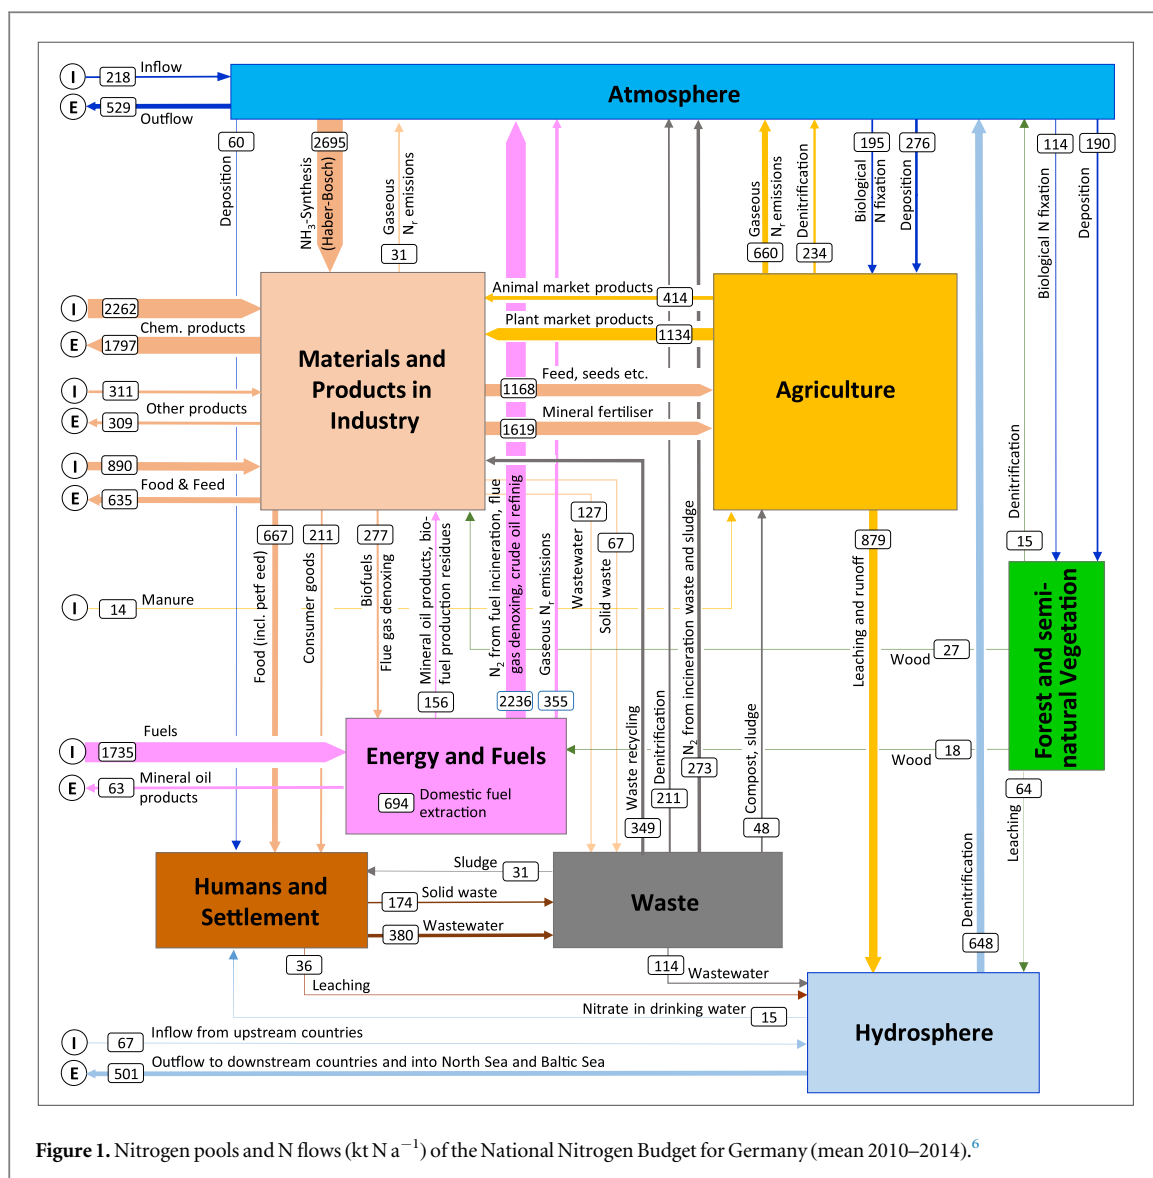 I 218 Inflow
Atmosphere
E 529 Outflow
60 Deposition
2695 NH3-Synthesis
(Haber-Bosch)
31 Gaseous
Nr emissions
660 Gaseous
Nr emissions
234 Denitrification
195 Biological
N fixation
276 Deposition
114 Biological N fixation
190 Deposition
I 2262
Chem. products
E 1797
I 311
Other products
E 309
I 890
Food & Feed
E 635
Materials and
Products in
Industry
Animal market products
414
Plant market products
1134
1168 Feed, seeds etc.
1619 Mineral fertiliser
Agriculture
667 Food (incl. petf feed)
211 Consumer goods
277 Biofuels
Flue gas denoxing
156 Mineral oil products, bio-
fuel production residues
2236 N2 from fuel incineration, flue
gas denoxing, crude oil refinig
355 Gaseous Nr emissions
127 Wastewater
67 Solid waste
349 Waste recycling
211 Denitrification
273 N2 from incineration waste and sludge
48 Compost, sludge
879 Leaching and runoff
15 Denitrification
I 14 Manure
Forest and semi-
natural Vegetation
Wood 27
Wood 18
64 Leaching
I 1735 Fuels
E 63 Mineral oil
products
Energy and Fuels
694 Domestic fuel
extraction
Humans and
Settlement
Sludge 31
174 Solid waste
380 Wastewater
Waste
648 Denitrification
36
Leaching
114
Wastewater
Nitrate in drinking water 15
Hydrosphere
I 67 Inflow from upstream countries
E 501 Outflow to downstream countries and into North Sea and Baltic Sea
Figure 1. Nitrogen pools and N flows (kt N a−1) of the National Nitrogen Budget for Germany (mean 2010–2014).6